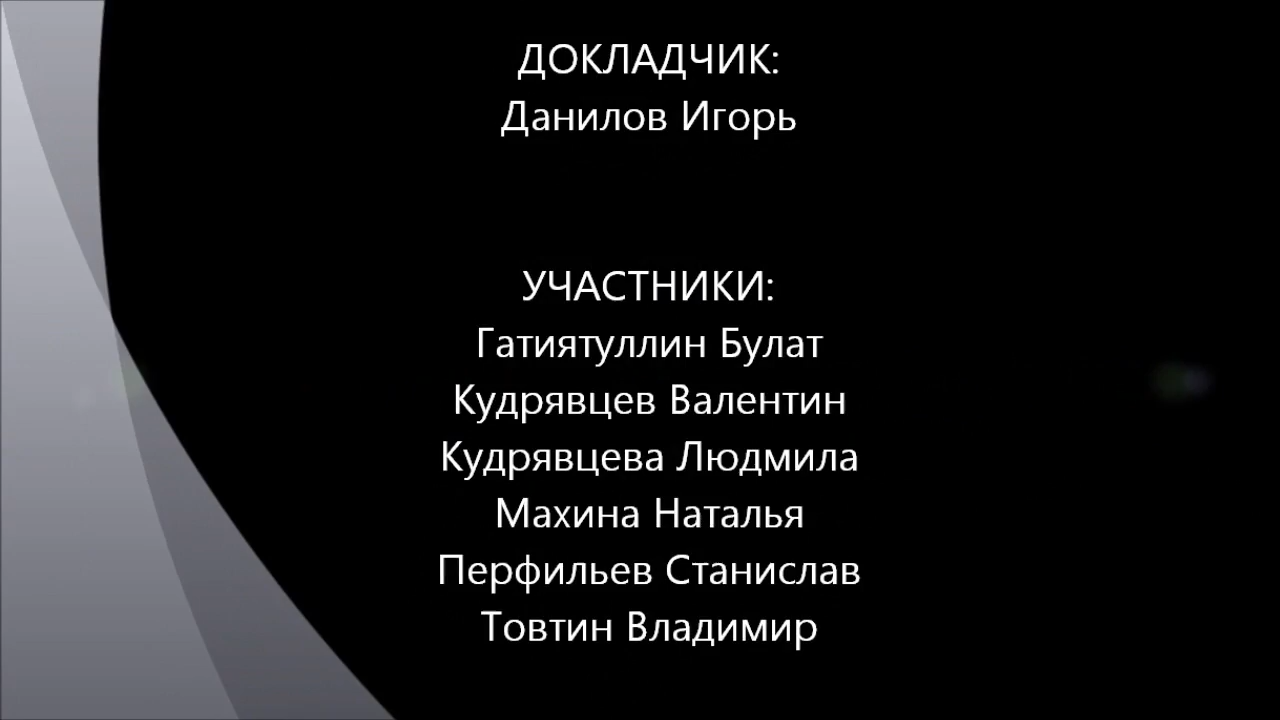 ДОКЛАДЧИК:
Данилов Игорь
УЧАСТНИКИ:
Гатиятуллин Булат
Кудрявцев Валентин
Кудрявцева Людмила
Махина Наталья
Перфильев Станислав
Товтин Владимир